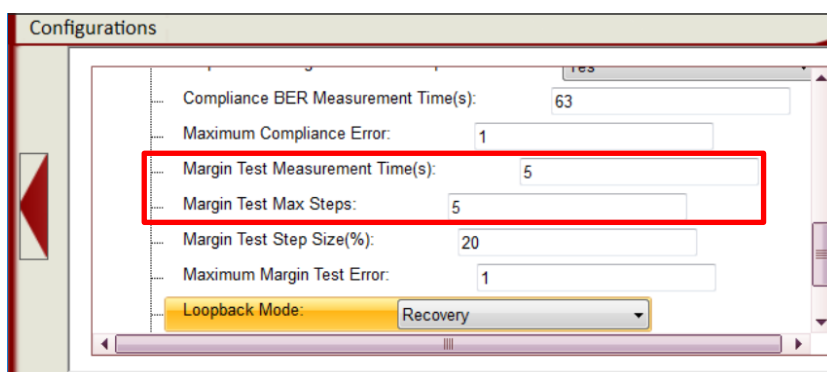 Configurations
Yes
Compliance BER Measurement Time(s): 63
Maximum Compliance Error: 1
Margin Test Measurement Time(s): 5
Margin Test Max Steps: 5
Margin Test Step Size(%): 20
Maximum Margin Test Error: 1
Loopback Mode: Recovery